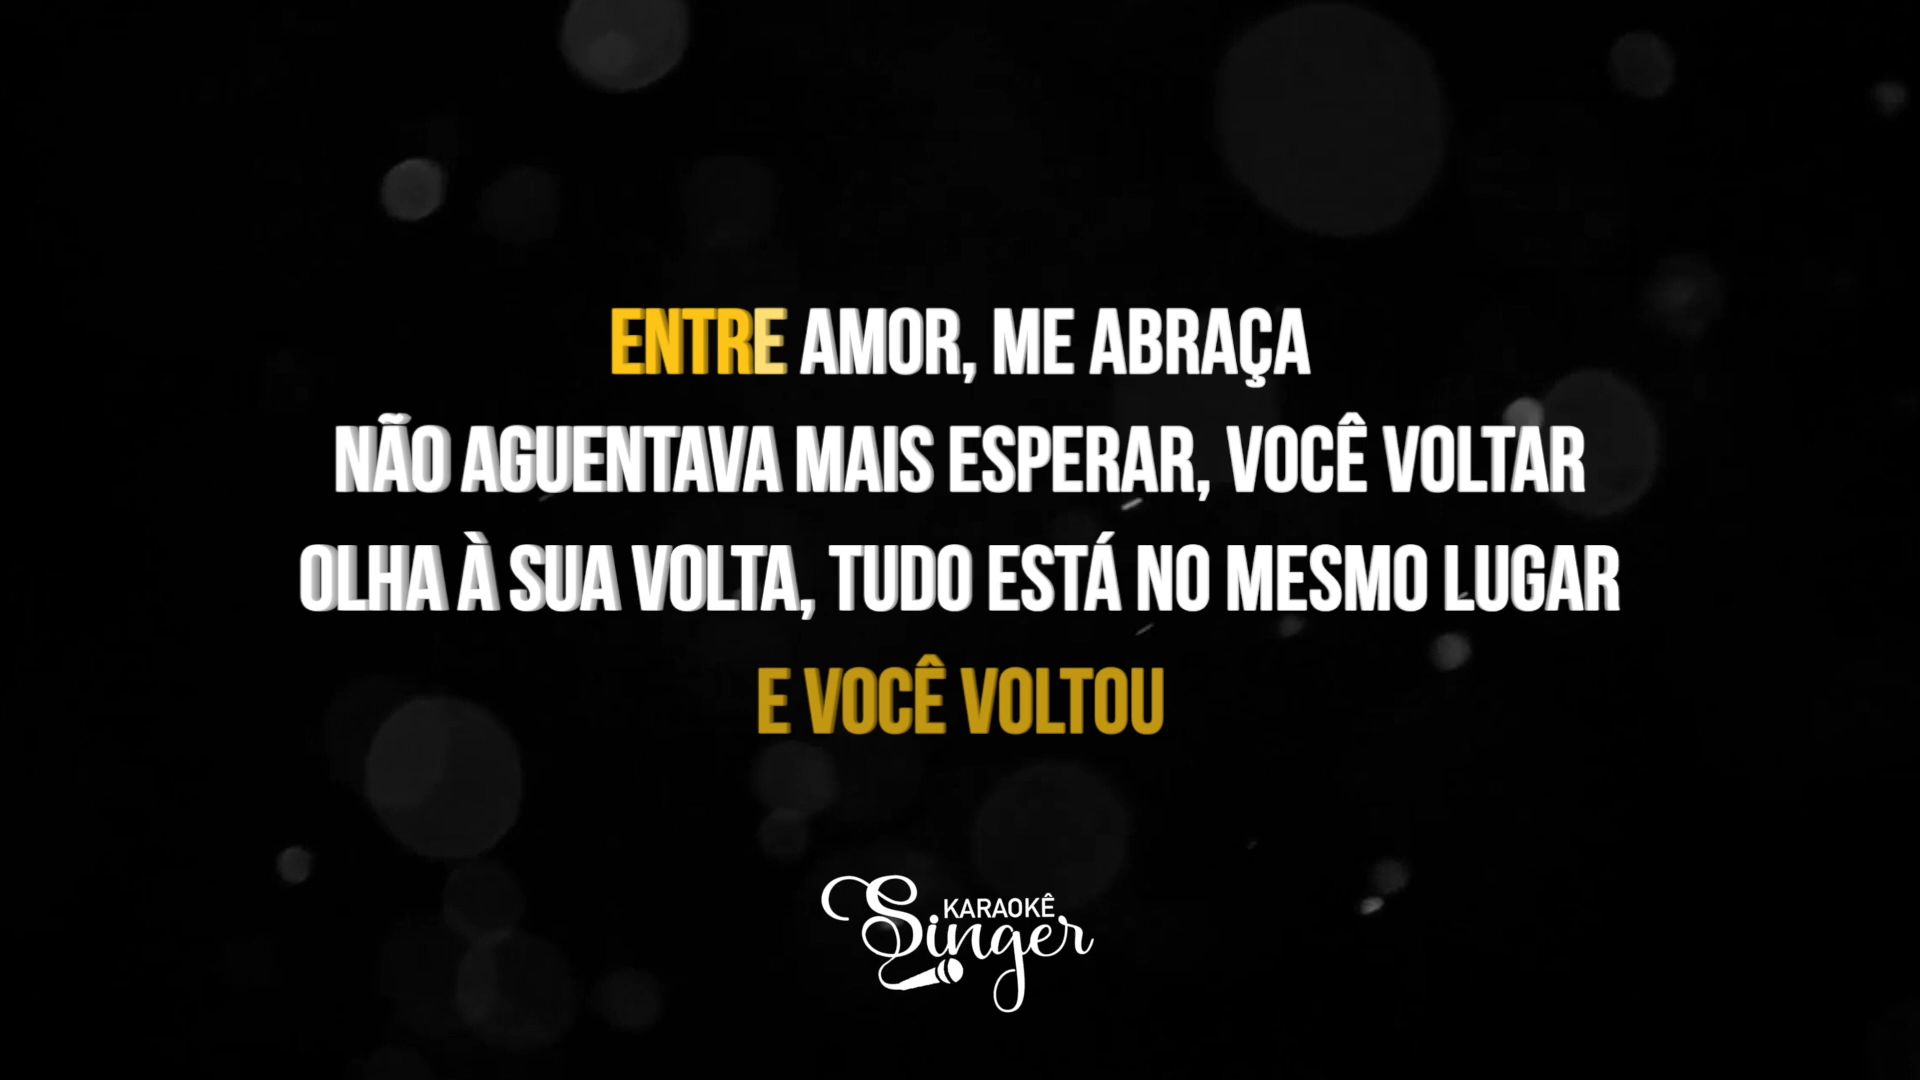 ENTRE AMOR, ME ABRAÇA
NÃO AGUENTAVA MAIS ESPERAR, VOCÊ VOLTAR
OLHA À SUA VOLTA, TUDO ESTÁ NO MESMO LUGAR
E VOCÊ VOLTOU
KARAOKÊ
Singer